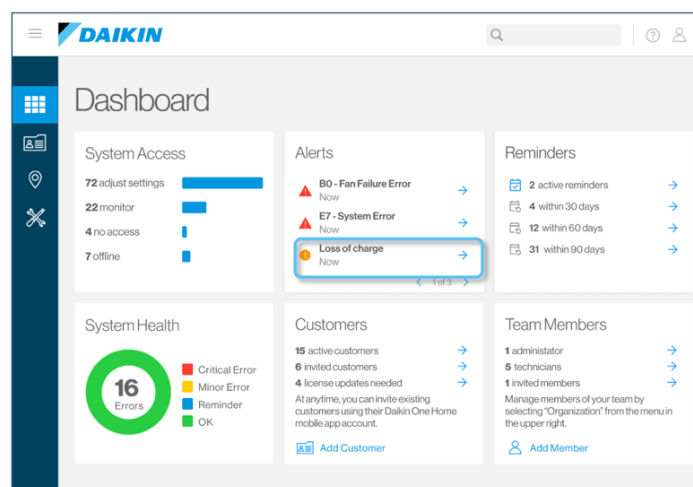 DAIKIN
Dashboard
System Access
72 adjust settings
22 monitor
4 no access
7 offline
Alerts
B0 - Fan Failure Error
Now
E7 - System Error
Now
Loss of charge
Now
1 of 3
Reminders
2 active reminders
4 within 30 days
12 within 60 days
31 within 90 days
System Health
16
Errors
Critical Error
Minor Error
Reminder
OK
Customers
15 active customers
6 invited customers
4 license updates needed
At anytime, you can invite existing
customers using their Daikin One Home
mobile app account.
Add Customer
Team Members
1 administator
5 technicians
1 invited members
Manage members of your team by
selecting "Organization" from the menu in
the upper right.
Add Member